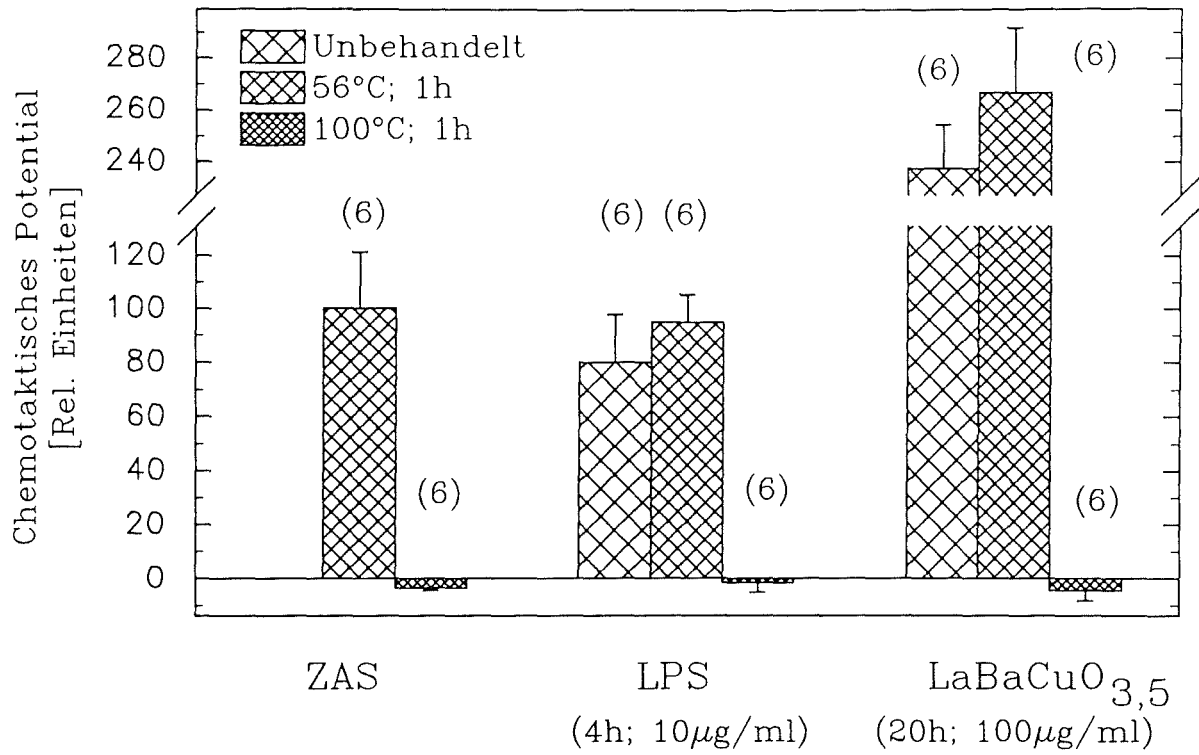 Chemotaktisches Potential
[Rel. Einheiten]
280
260
240
120
100
80
60
40
20
0
Unbehandelt
56°C; 1h
100°C; 1h
(6)
(6)
(6) (6)
(6)
(6)
(6)
(6)
(6)
ZAS
LPS
(4h; 10µg/ml)
LaBaCuO3,5
(20h; 100µg/ml)